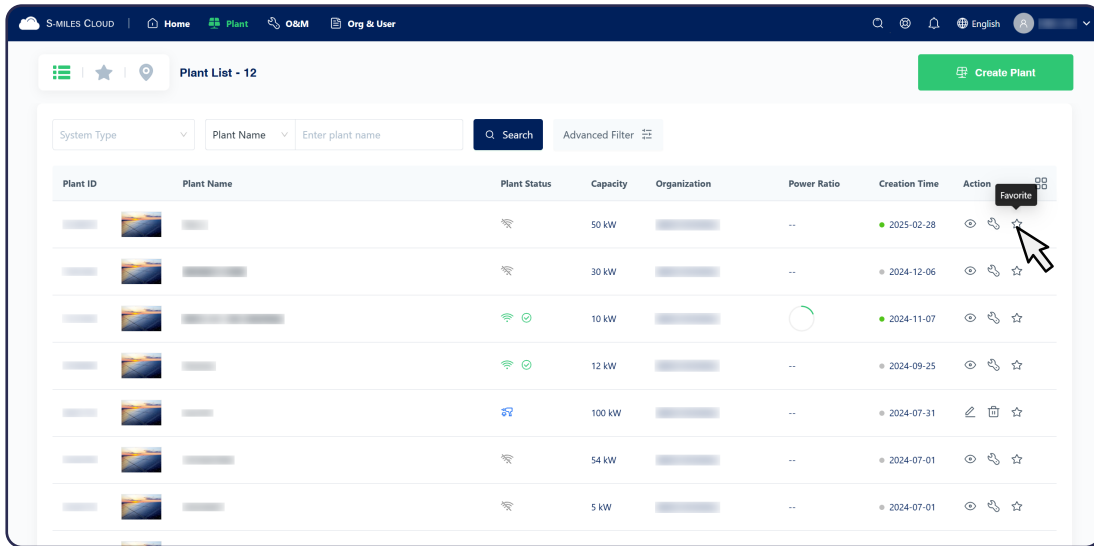 S-MILES CLOUD | Home Plant O&M Org & User English
Plant List - 12 Create Plant
System Type Plant Name Enter plant name Search Advanced Filter
Plant ID Plant Name Plant Status Capacity Organization Power Ratio Creation Time Action
Favorite
50 kW -- 2025-02-28
30 kW -- 2024-12-06
10 kW 2024-11-07
12 kW -- 2024-09-25
100 kW -- 2024-07-31
54 kW -- 2024-07-01
5 kW -- 2024-07-01